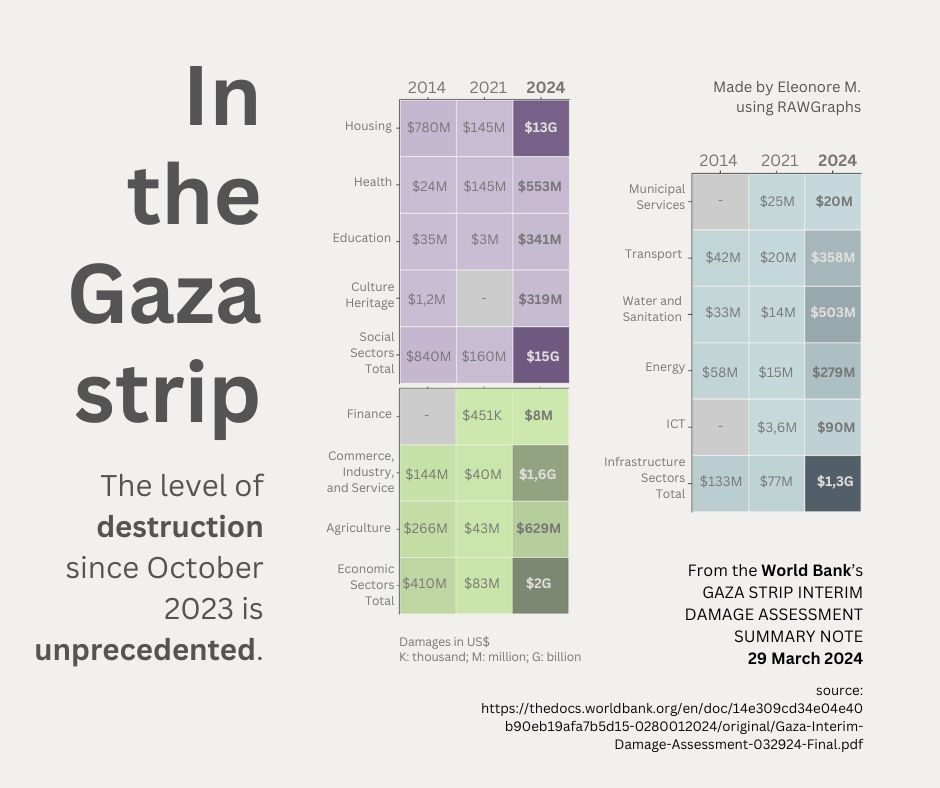 In
the
Gaza
strip
The level of
destruction
since October
2023 is
unprecedented.
2014 2021 2024
Housing $780M $145M $13G
Health $24M $145M $553M
Education $35M $3M $341M
Culture
Heritage $1,2M - $319M
Social
Sectors
Total $840M $160M $15G
Finance - $451K $8M
Commerce,
Industry,
and Service $144M $40M $1,6G
Agriculture $266M $43M $629M
Economic
Sectors
Total $410M $83M $2G
Damages in US$
K: thousand; M: million; G: billion
Made by Eleonore M.
using RAWGraphs
2014 2021 2024
Municipal
Services - $25M $20M
Transport $42M $20M $358M
Water and
Sanitation $33M $14M $503M
Energy $58M $15M $279M
ICT - $3,6M $90M
Infrastructure
Sectors
Total $133M $77M $1,3G
From the World Bank's
GAZA STRIP INTERIM
DAMAGE ASSESSMENT
SUMMARY NOTE
29 March 2024
source:
https://thedocs.worldbank.org/en/doc/14e309cd34e04e40
b90eb19afa7b5d15-0280012024/original/Gaza-Interim-
Damage-Assessment-032924-Final.pdf